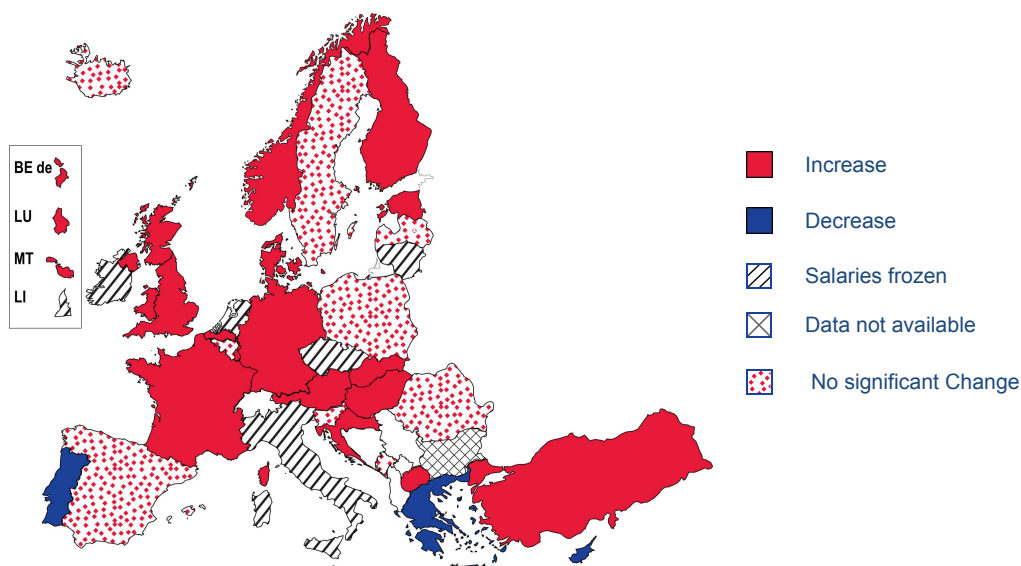 BE de
LU
MT
LI
Increase
Decrease
Salaries frozen
Data not available
No significant Change